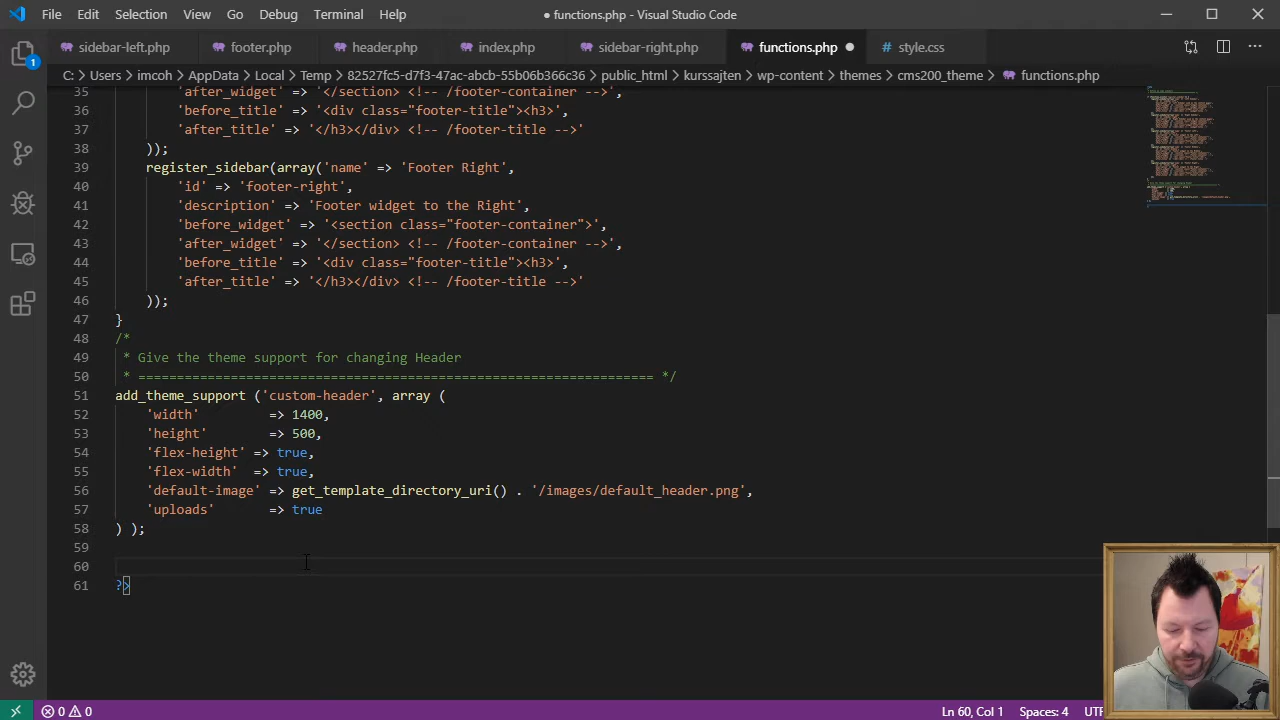 File Edit Selection View Go Debug Terminal Help ● functions.php - Visual Studio Code
1
sidebar-left.php footer.php header.php index.php sidebar-right.php functions.php style.css
C: > Users > imcoh > AppData > Local > Temp > 82527fc5-d7f3-47ac-abcb-55b06b366c36 > public_html > kurssajten > wp-content > themes > cms200_theme > functions.php
35 'after_widget' => '</section> <!-- /footer-container -->',
36 'before_title' => '<div class="footer-title"><h3>',
37 'after_title' => '</h3></div> <!-- /footer-title -->'
38 ));
39 register_sidebar(array('name' => 'Footer Right',
40 'id' => 'footer-right',
41 'description' => 'Footer widget to the Right',
42 'before_widget' => '<section class="footer-container">',
43 'after_widget' => '</section> <!-- /footer-container -->',
44 'before_title' => '<div class="footer-title"><h3>',
45 'after_title' => '</h3></div> <!-- /footer-title -->'
46 ));
47 }
48 /*
49 * Give the theme support for changing Header
50 * =================================================================== */
51 add_theme_support ('custom-header', array (
52 'width' => 1400,
53 'height' => 500,
54 'flex-height' => true,
55 'flex-width' => true,
56 'default-image' => get_template_directory_uri() . '/images/default_header.png',
57 'uploads' => true
58 ) );
59
60
61 ?>
0 0 Ln 60, Col 1 Spaces: 4 UTF